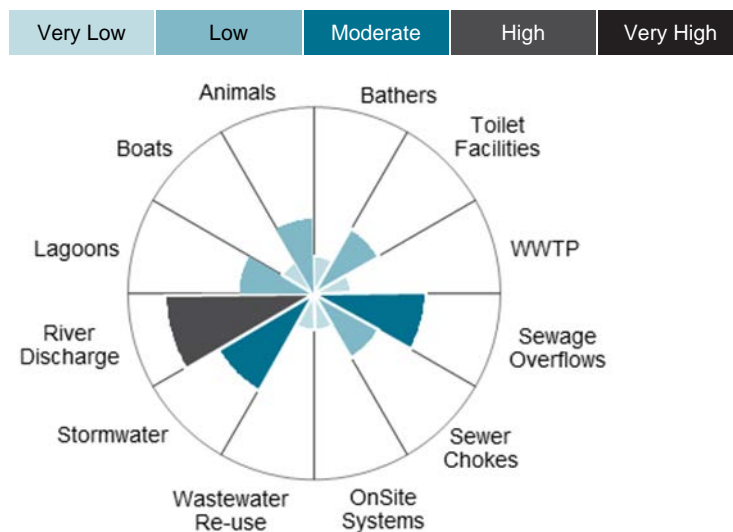 Very Low Low Moderate High Very High
Animals Bathers
Toilet
Facilities
Boats
Lagoons WWTP
River
Discharge
Sewage
Overflows
Stormwater
Sewer
Chokes
Wastewater
Re-use
OnSite
Systems